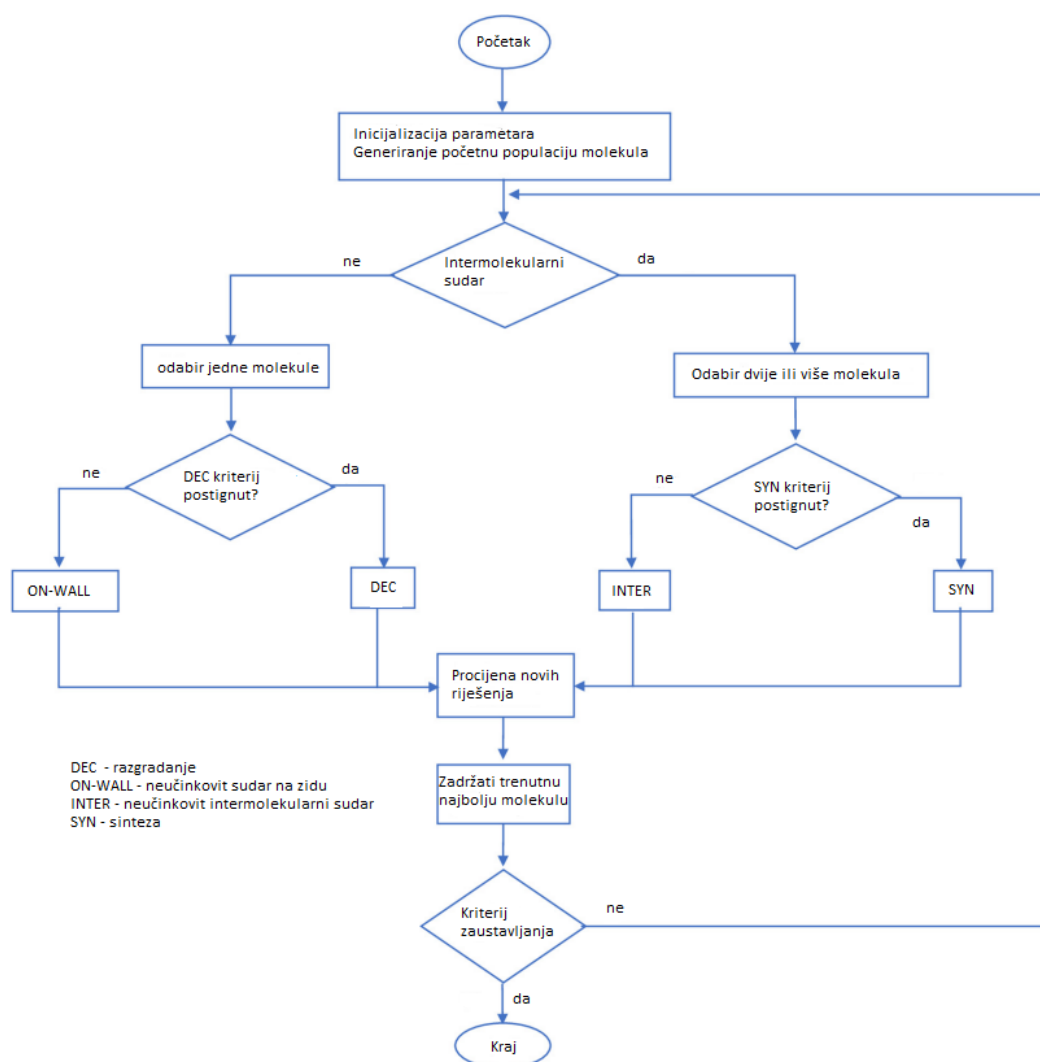 Početak
Inicijalizacija parametara
Generiranje početnu populaciju molekula
Intermolekularni
sudar
ne
da
odabir jedne molekule
Odabir dvije ili više molekula
DEC kriterij
postignut?
ne
da
SYN kriterij
postignut?
ne
da
ON-WALL
DEC
INTER
SYN
Procijena novih
riješenja
DEC - razgradanje
ON-WALL - neučinkovit sudar na zidu
INTER - neučinkovit intermolekularni sudar
SYN - sinteza
Zadržati trenutnu
najbolju molekulu
Kriterij
zaustavljanja
ne
da
Kraj